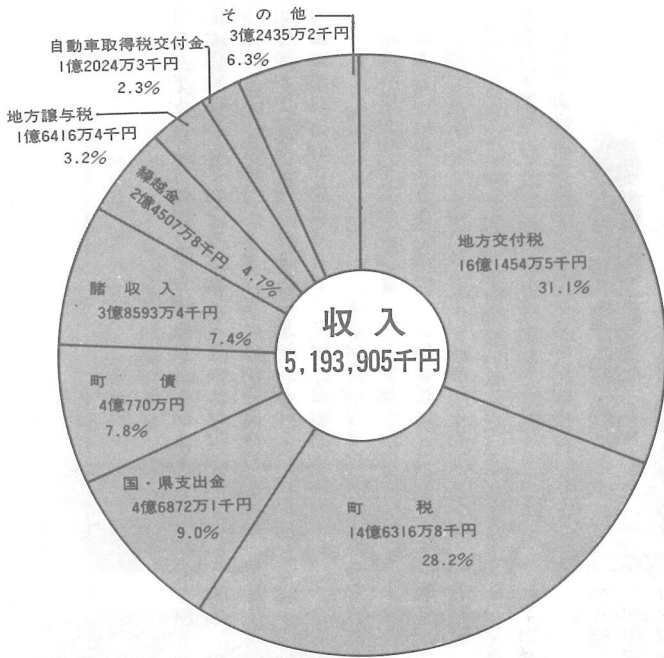 そ の 他
3億2435万2千円
6.3%
自動車取得税交付金
1億2024万3千円
2.3%
地方譲与税
1億6416万4千円
3.2%
繰越金
2億4507万8千円
4.7%
諸 収 入
3億8593万4千円
7.4%
町 債
4億770万円
7.8%
国・県支出金
4億6872万1千円
9.0%
町 税
14億6316万8千円
28.2%
地方交付税
16億1454万5千円
31.1%
収 入
5,193,905千円